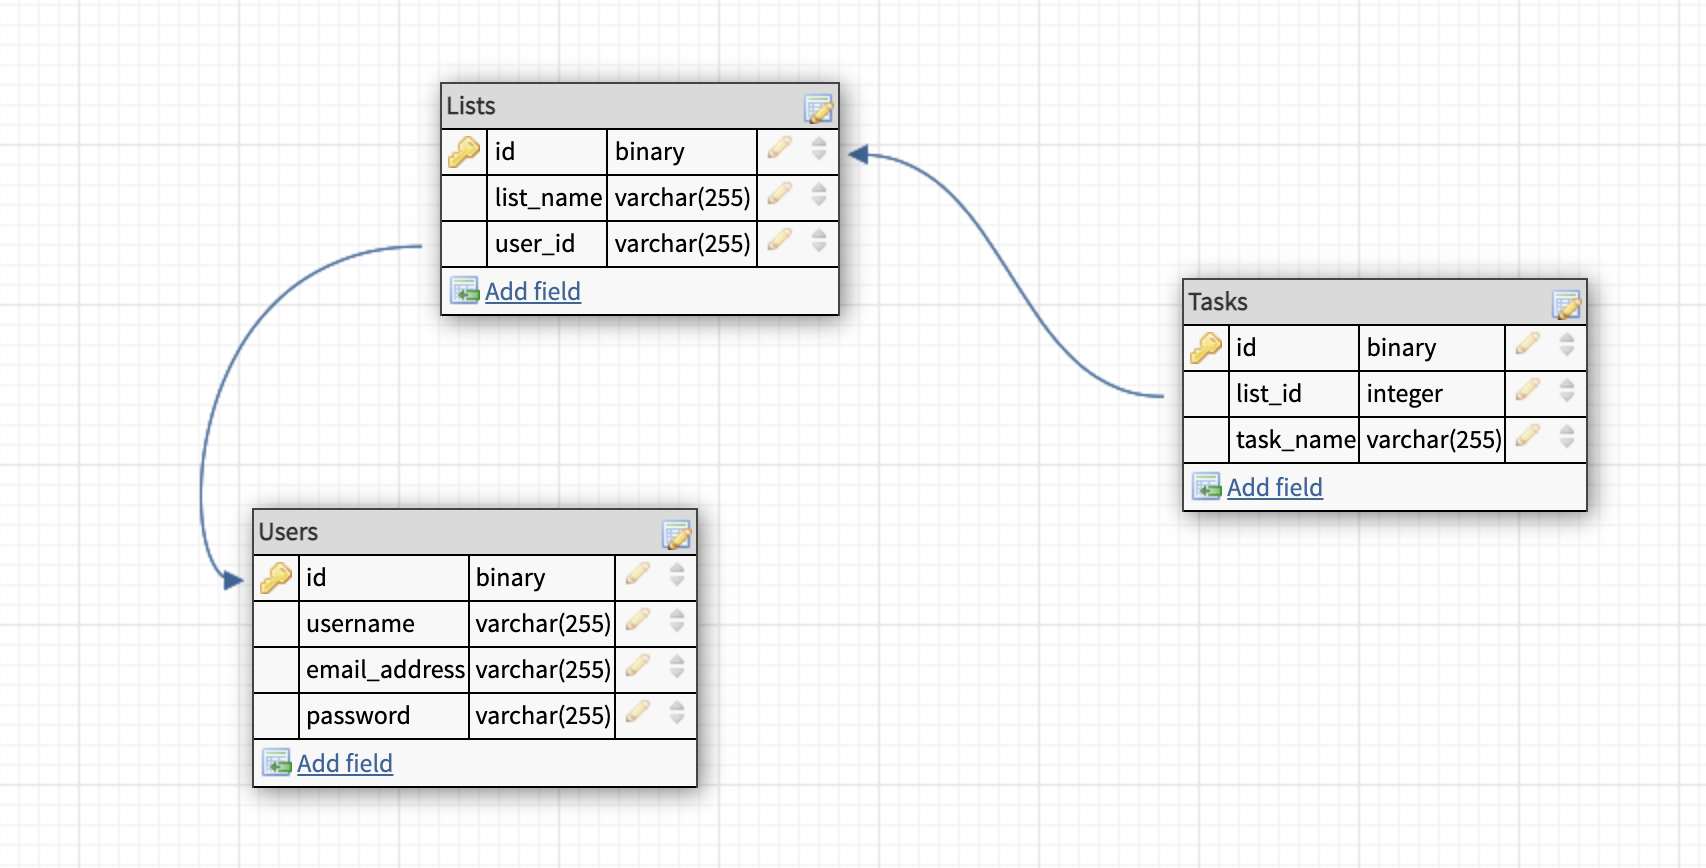 Lists
id binary
list_name varchar(255)
user_id varchar(255)
Add field
Tasks
id binary
list_id integer
task_name varchar(255)
Add field
Users
id binary
username varchar(255)
email_address varchar(255)
password varchar(255)
Add field